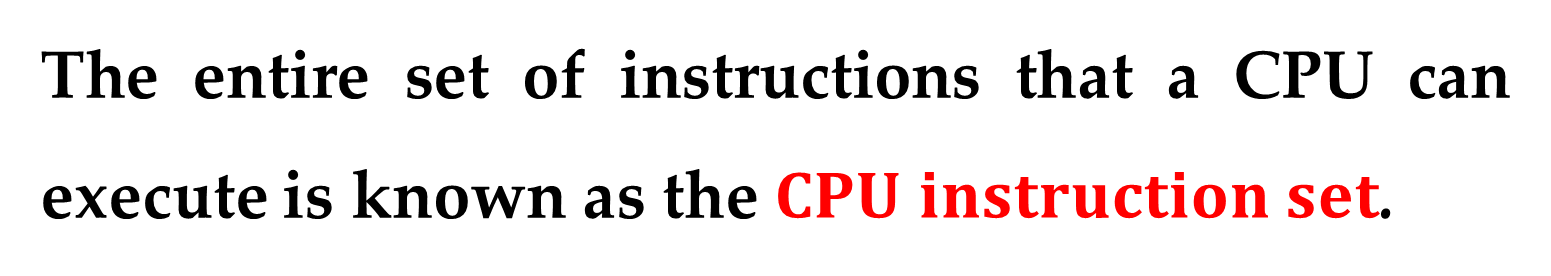 The entire set of instructions that a CPU can
execute is known as the CPU instruction set.